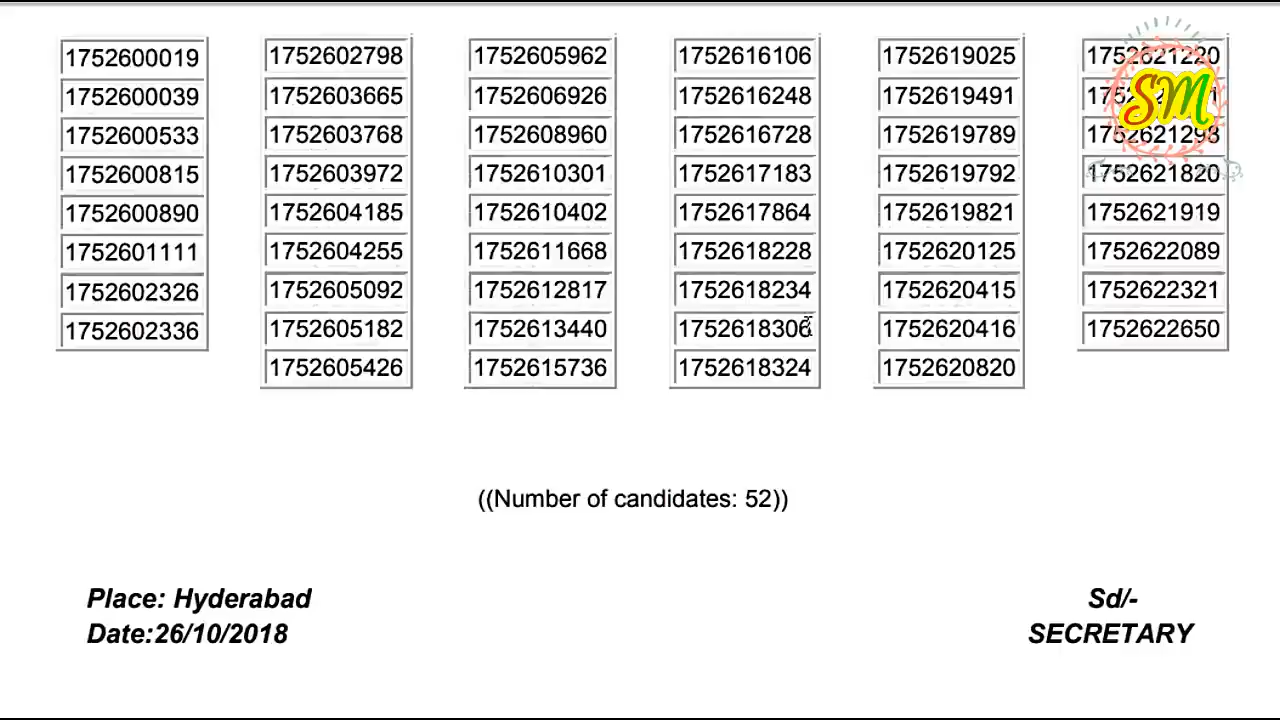 1752600019 1752602798 1752605962 1752616106 1752619025 1752621220
1752600039 1752603665 1752606926 1752616248 1752619491
1752600533 1752603768 1752608960 1752616728 1752619789 1752621298
1752600815 1752603972 1752610301 1752617183 1752619792 1752621820
1752600890 1752604185 1752610402 1752617864 1752619821 1752621919
1752601111 1752604255 1752611668 1752618228 1752620125 1752622089
1752602326 1752605092 1752612817 1752618234 1752620415 1752622321
1752602336 1752605182 1752613440 1752618306 1752620416 1752622650
1752605426 1752615736 1752618324 1752620820
SM
((Number of candidates: 52))
Place: Hyderabad Sd/-
Date:26/10/2018 SECRETARY